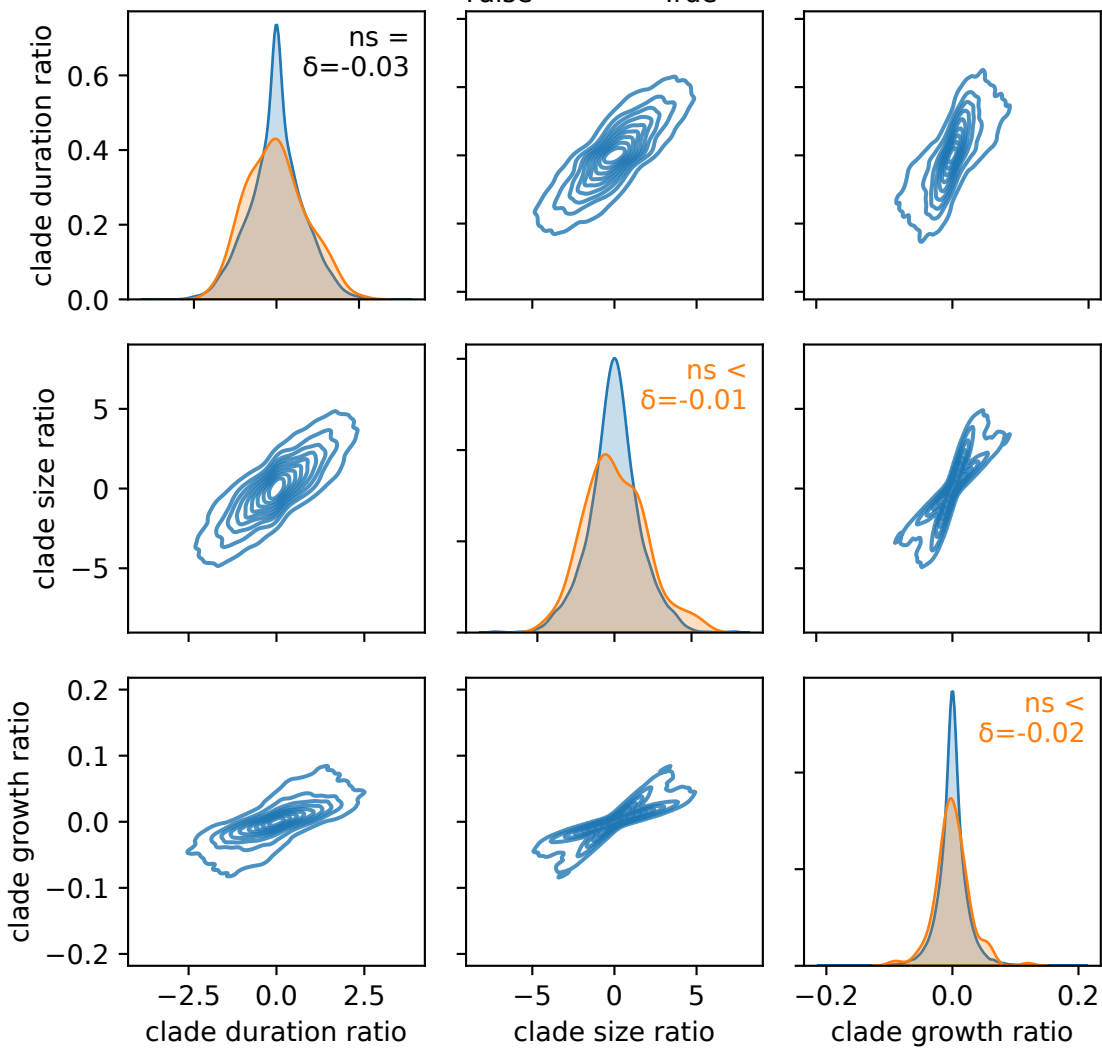 clade duration ratio
0.6
0.4
0.2
0.0
ns =
δ=-0.03
clade size ratio
5
0
−5
ns <
δ=-0.01
clade growth ratio
0.2
0.1
0.0
−0.1
−0.2
ns <
δ=-0.02
−2.5
0.0
2.5
−5
0
5
−0.2
0.0
0.2
clade duration ratio
clade size ratio
clade growth ratio